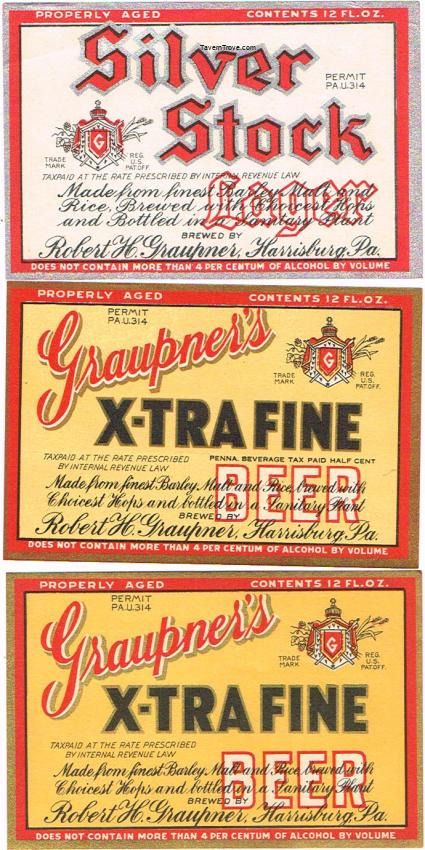 TavernTrove.com
PROPERLY AGED CONTENTS 12 FL.OZ.
Silver
Stock
PERMIT
PA.U.314
G
TRADE
MARK
REG.
U.S.
PAT.OFF.
TAXPAID AT THE RATE PRESCRIBED BY INTERNAL REVENUE LAW
Lager
Made from finest Barley, Malt and
Rice, Brewed with Choicest Hops
and Bottled in a Sanitary Plant
BREWED BY
Robert H. Graupner, Harrisburg, Pa.
DOES NOT CONTAIN MORE THAN 4 PER CENTUM OF ALCOHOL BY VOLUME
PROPERLY AGED CONTENTS 12 FL.OZ.
PERMIT
PA.U.314
Graupner's
G
TRADE
MARK
REG.
U.S.
PAT.OFF.
X-TRA FINE
TAXPAID AT THE RATE PRESCRIBED
BY INTERNAL REVENUE LAW
PENNA. BEVERAGE TAX PAID HALF CENT
BEER
Made from finest Barley, Malt and Rice, brewed with
Choicest Hops and bottled in a Sanitary Plant
BREWED BY
Robert H. Graupner, Harrisburg, Pa.
DOES NOT CONTAIN MORE THAN 4 PER CENTUM OF ALCOHOL BY VOLUME
PROPERLY AGED CONTENTS 12 FL.OZ.
PERMIT
PA.U.314
Graupner's
G
TRADE
MARK
REG.
U.S.
PAT.OFF.
X-TRA FINE
TAXPAID AT THE RATE PRESCRIBED
BY INTERNAL REVENUE LAW
BEER
Made from finest Barley, Malt and Rice, brewed with
Choicest Hops and bottled in a Sanitary Plant
BREWED BY
Robert H. Graupner, Harrisburg, Pa.
DOES NOT CONTAIN MORE THAN 4 PER CENTUM OF ALCOHOL BY VOLUME